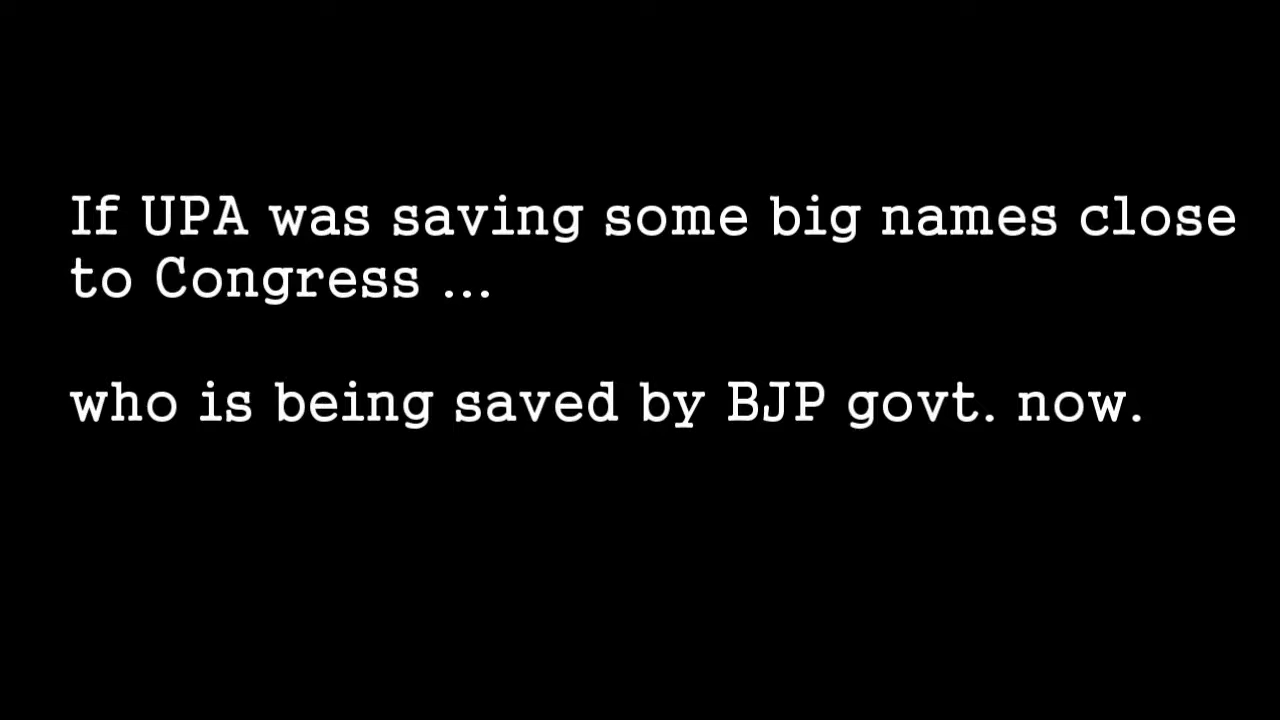 If UPA was saving some big names close
to Congress ...
who is being saved by BJP govt. now.